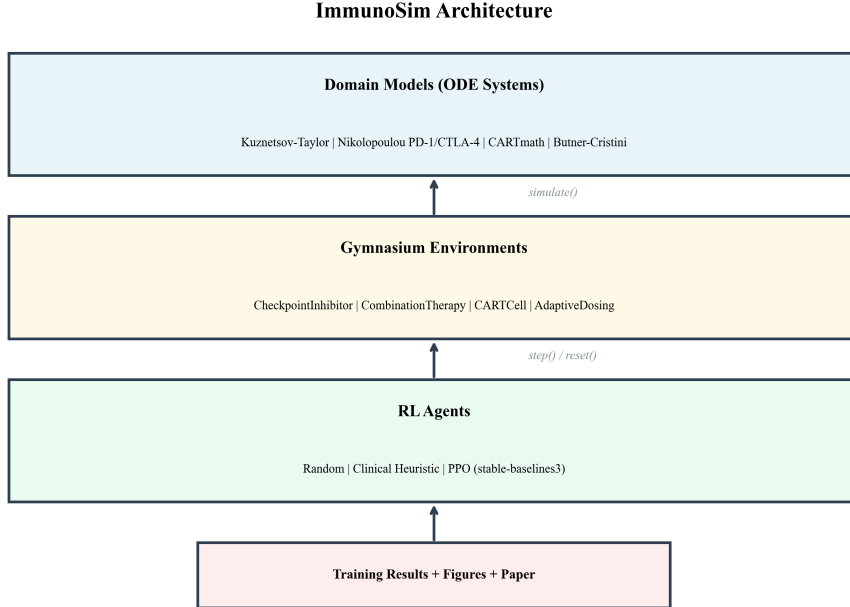 ImmunoSim Architecture
Domain Models (ODE Systems)
Kuznetsov-Taylor | Nikolopoulou PD-1/CTLA-4 | CARTmath | Butner-Cristini
simulate()
Gymnasium Environments
CheckpointInhibitor | CombinationTherapy | CARTCell | AdaptiveDosing
step() / reset()
RL Agents
Random | Clinical Heuristic | PPO (stable-baselines3)
Training Results + Figures + Paper